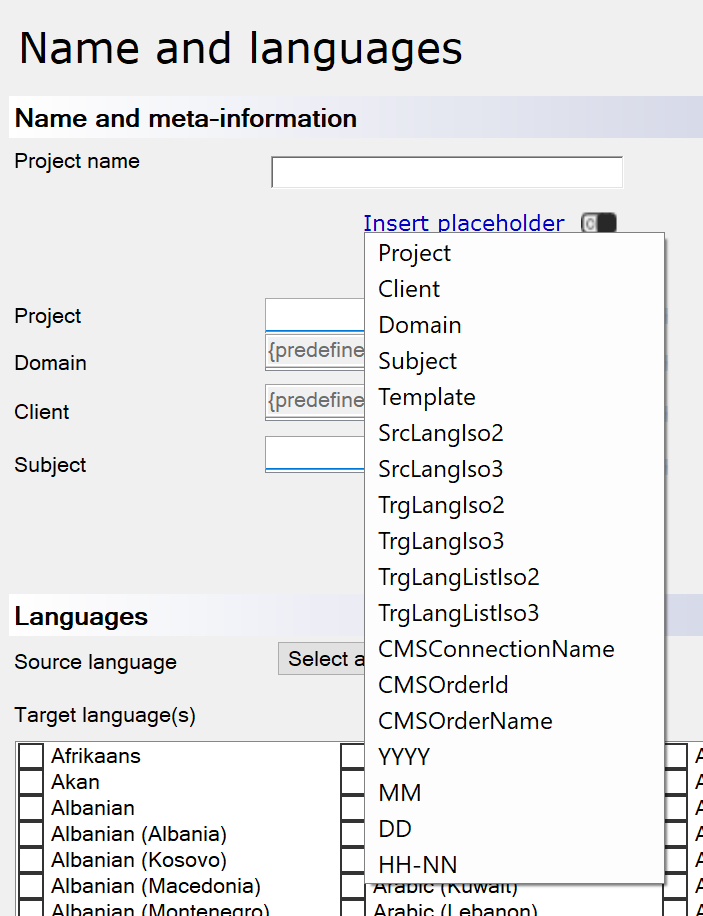 Name and languages
Name and meta-information
Project name
Insert placeholder
Project
Client
Domain
Subject
Template
SrcLangIso2
SrcLangIso3
TrgLangIso2
TrgLangIso3
TrgLangListIso2
TrgLangListIso3
CMSConnectionName
CMSOrderId
CMSOrderName
YYYY
MM
DD
HH-NN
Project
Domain {predefine
Client {predefine
Subject
Languages
Source language Select a
Target language(s)
Afrikaans
Akan
Albanian
Albanian (Albania)
Albanian (Kosovo)
Albanian (Macedonia) Arabic (Kuwait)
Albanian (Montenegro) Arabic (Lebanon)